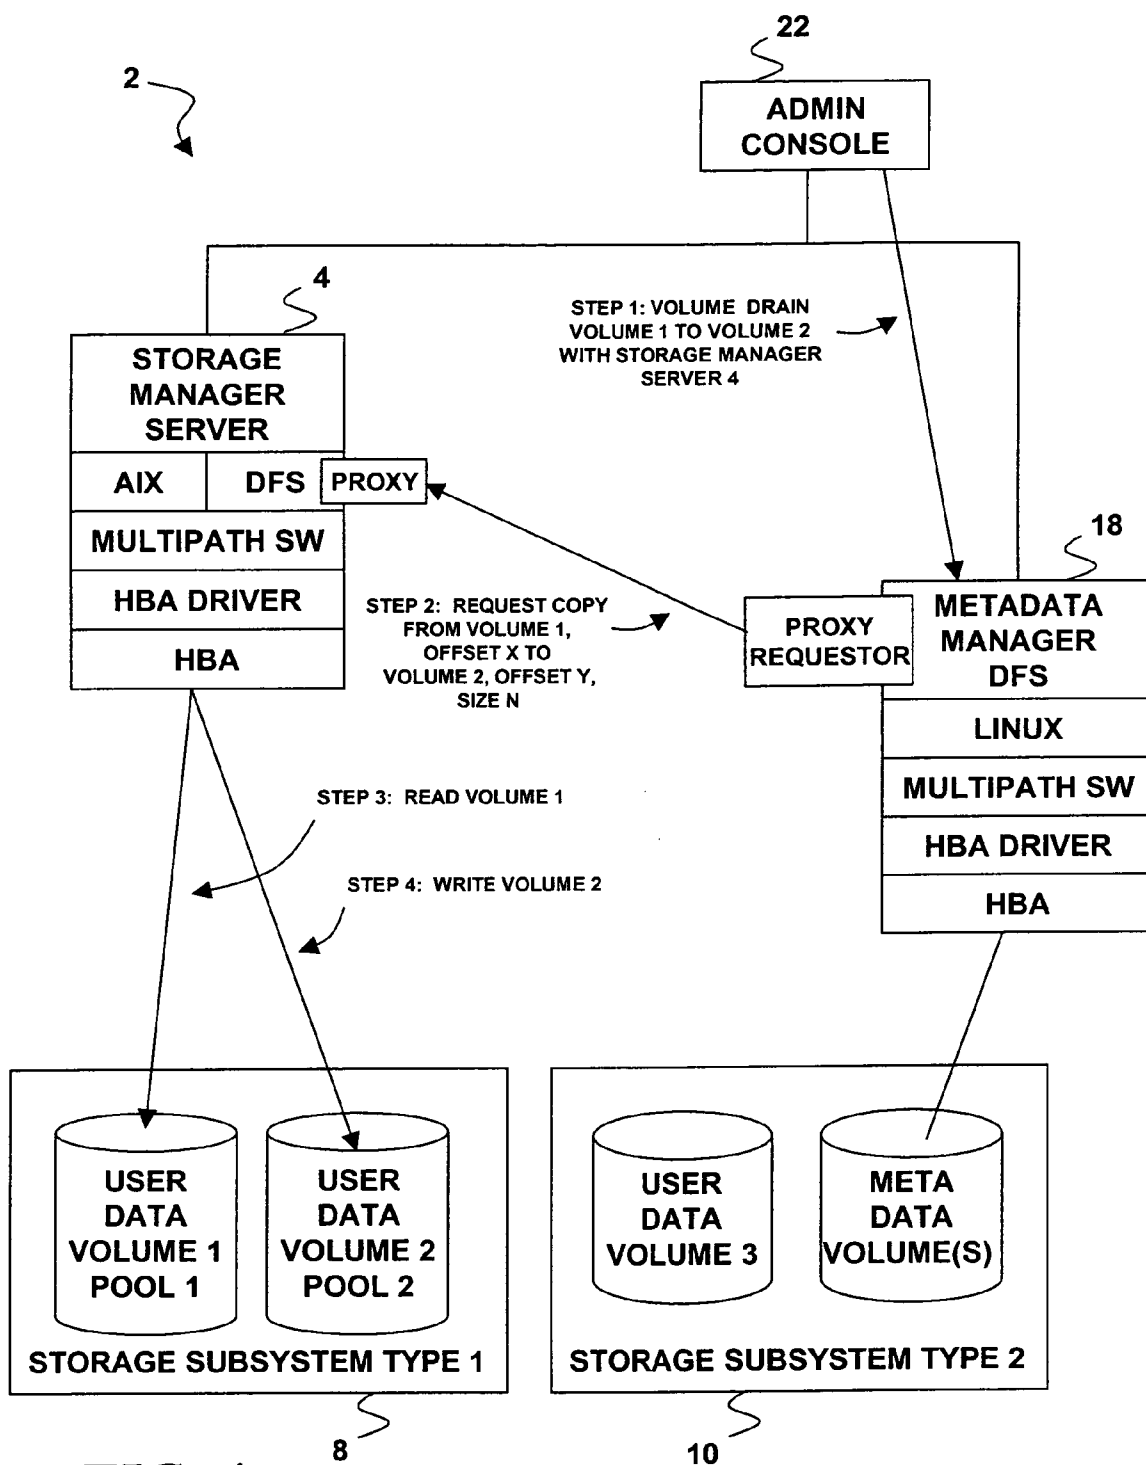 22
2
ADMIN
CONSOLE
4
STEP 1: VOLUME DRAIN
VOLUME 1 TO VOLUME 2
WITH STORAGE MANAGER
SERVER 4
STORAGE
MANAGER
SERVER
AIX
DFS
PROXY
MULTIPATH SW
HBA DRIVER
HBA
STEP 2: REQUEST COPY
FROM VOLUME 1,
OFFSET X TO
VOLUME 2, OFFSET Y,
SIZE N
18
PROXY
REQUESTOR
METADATA
MANAGER
DFS
LINUX
MULTIPATH SW
HBA DRIVER
HBA
STEP 3: READ VOLUME 1
STEP 4: WRITE VOLUME 2
USER
DATA
VOLUME 1
POOL 1
USER
DATA
VOLUME 2
POOL 2
STORAGE SUBSYSTEM TYPE 1
8
USER
DATA
VOLUME 3
META
DATA
VOLUME(S)
STORAGE SUBSYSTEM TYPE 2
10